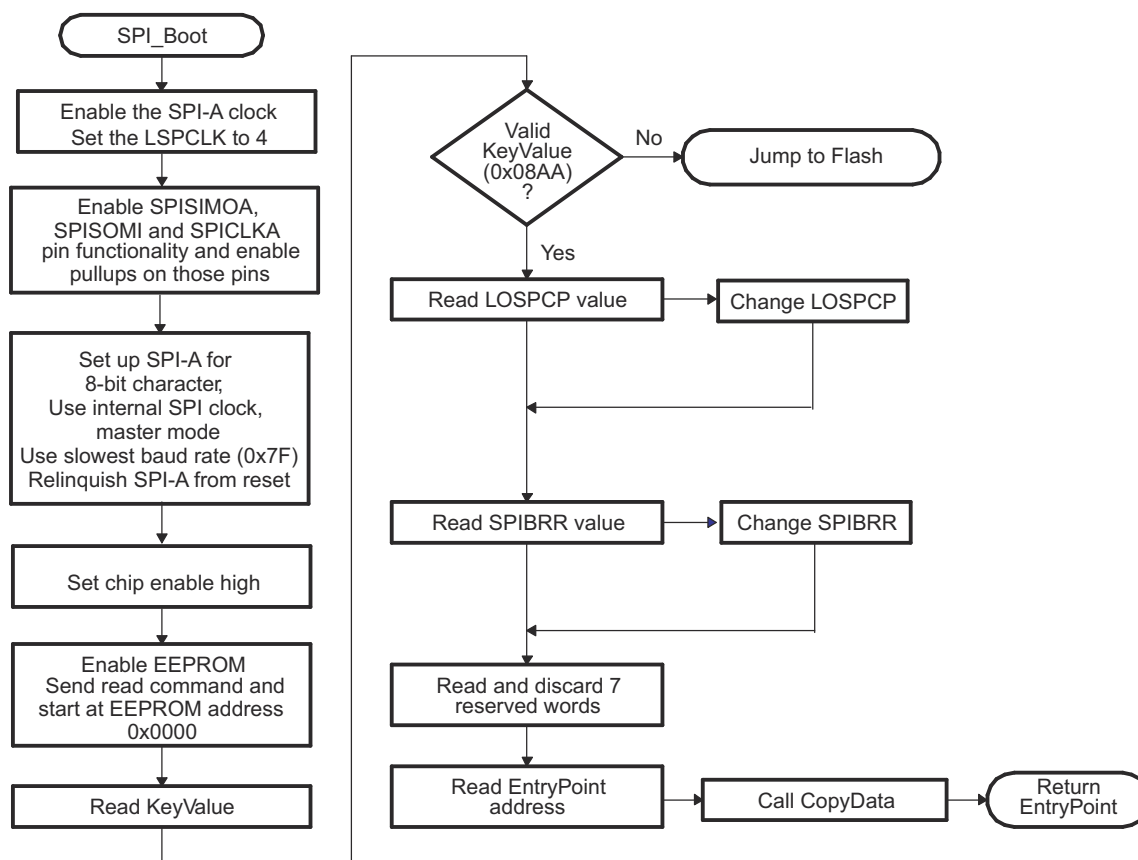 SPI_Boot
Enable the SPI-A clock
Set the LSPCLK to 4
Enable SPISIMOA,
SPISOMI and SPICLKA
pin functionality and enable
pullups on those pins
Set up SPI-A for
8-bit character,
Use internal SPI clock,
master mode
Use slowest baud rate (0x7F)
Relinquish SPI-A from reset
Set chip enable high
Enable EEPROM
Send read command and
start at EEPROM address
0x0000
Read KeyValue
Valid
KeyValue
(0x08AA)
?
No
Jump to Flash
Yes
Read LOSPCP value
Change LOSPCP
Read SPIBRR value
Change SPIBRR
Read and discard 7
reserved words
Read EntryPoint
address
Call CopyData
Return
EntryPoint